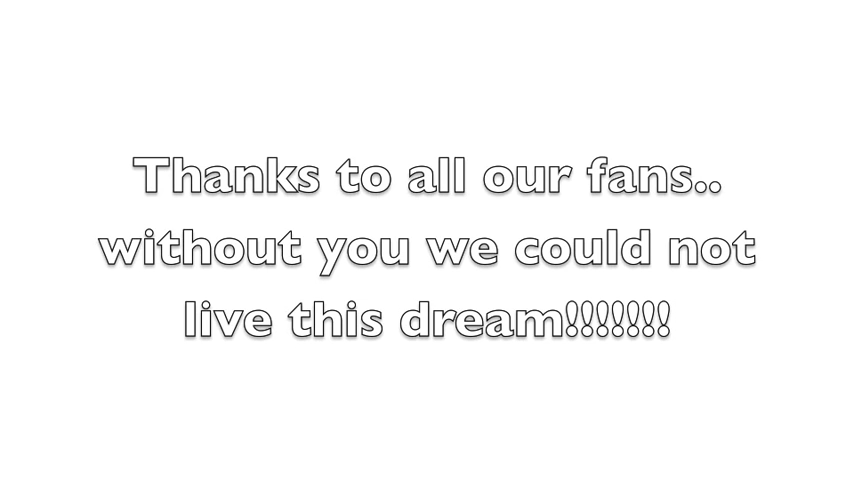 Thanks to all our fans..
without you we could not
live this dream!!!!!!!